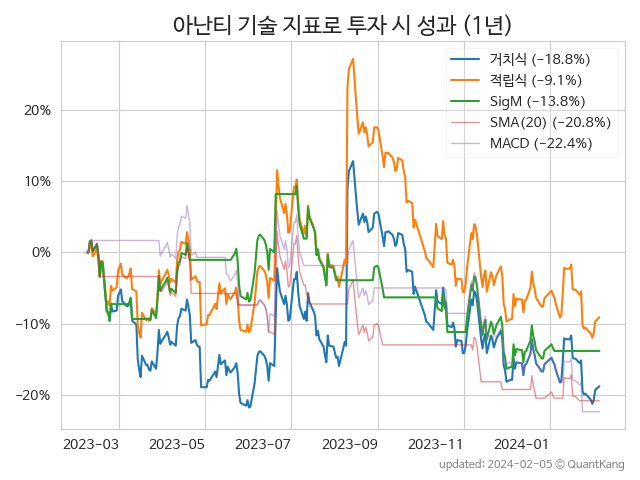 아난티 기술 지표로 투자 시 성과 (1년)
거치식 (−18.8%)
적립식 (−9.1%)
SigM (−13.8%)
SMA(20) (−20.8%)
MACD (−22.4%)
20%
10%
0%
−10%
−20%
2023-03 2023-05 2023-07 2023-09 2023-11 2024-01
updated: 2024-02-05 © QuantKang